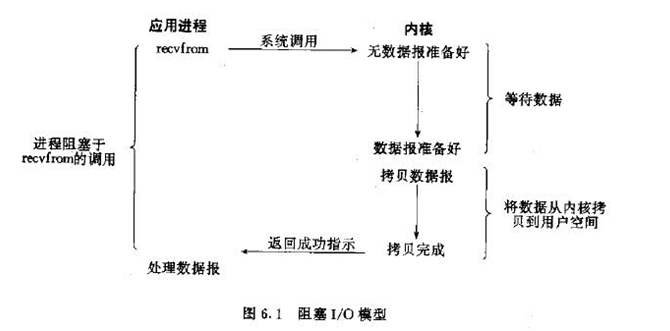 应用进程
内核
recvfrom
系统调用
无数据报准备好
等待数据
进程阻塞于
recvfrom的调用
数据报准备好
拷贝数据报
将数据从内核拷
贝到用户空间
返回成功指示
拷贝完成
处理数据报
图 6.1 阻塞 I/O 模型